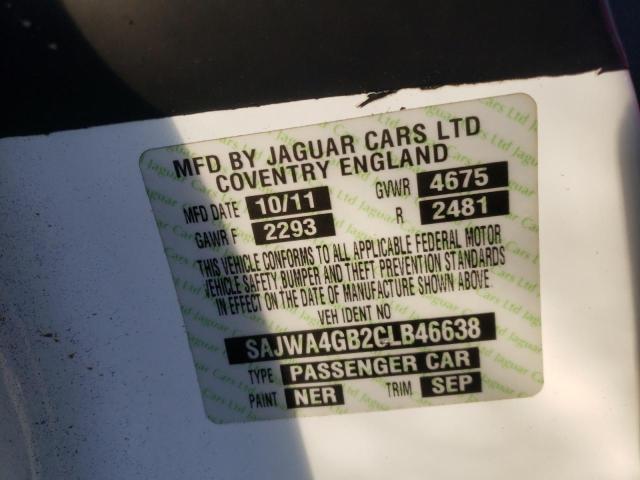 MFD BY JAGUAR CARS LTD
COVENTRY ENGLAND
MFD DATE 10/11 GVWR 4675
GAWR F 2293 R 2481
THIS VEHICLE CONFORMS TO ALL APPLICABLE FEDERAL MOTOR
VEHICLE SAFETY BUMPER AND THEFT PREVENTION STANDARDS
IN EFFECT ON THE DATE OF MANUFACTURE SHOWN ABOVE
VEH IDENT NO
SAJWA4GB2CLB46638
TYPE PASSENGER CAR
PAINT NER TRIM SEP